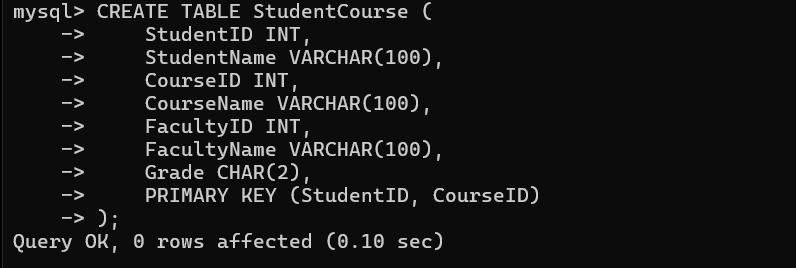 mysql> CREATE TABLE StudentCourse (
    ->     StudentID INT,
    ->     StudentName VARCHAR(100),
    ->     CourseID INT,
    ->     CourseName VARCHAR(100),
    ->     FacultyID INT,
    ->     FacultyName VARCHAR(100),
    ->     Grade CHAR(2),
    ->     PRIMARY KEY (StudentID, CourseID)
    -> );
Query OK, 0 rows affected (0.10 sec)